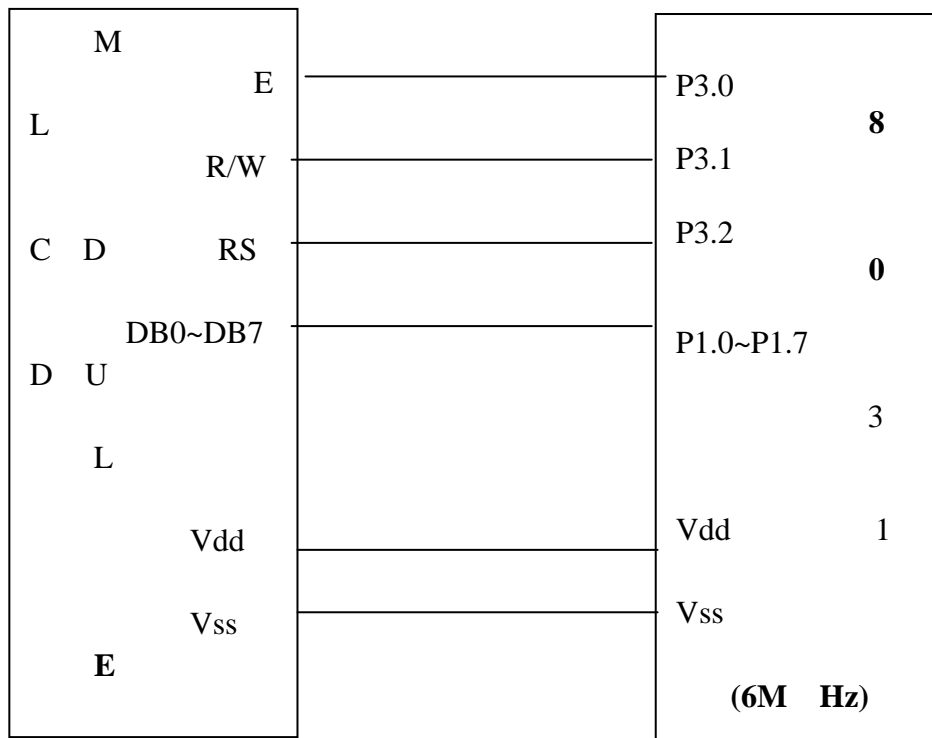 M
E P3.0
8
L
R/W P3.1
C D RS P3.2
0
DB0~DB7 P1.0~P1.7
D U
3
L
Vdd Vdd 1
Vss Vss
E
(6M Hz)